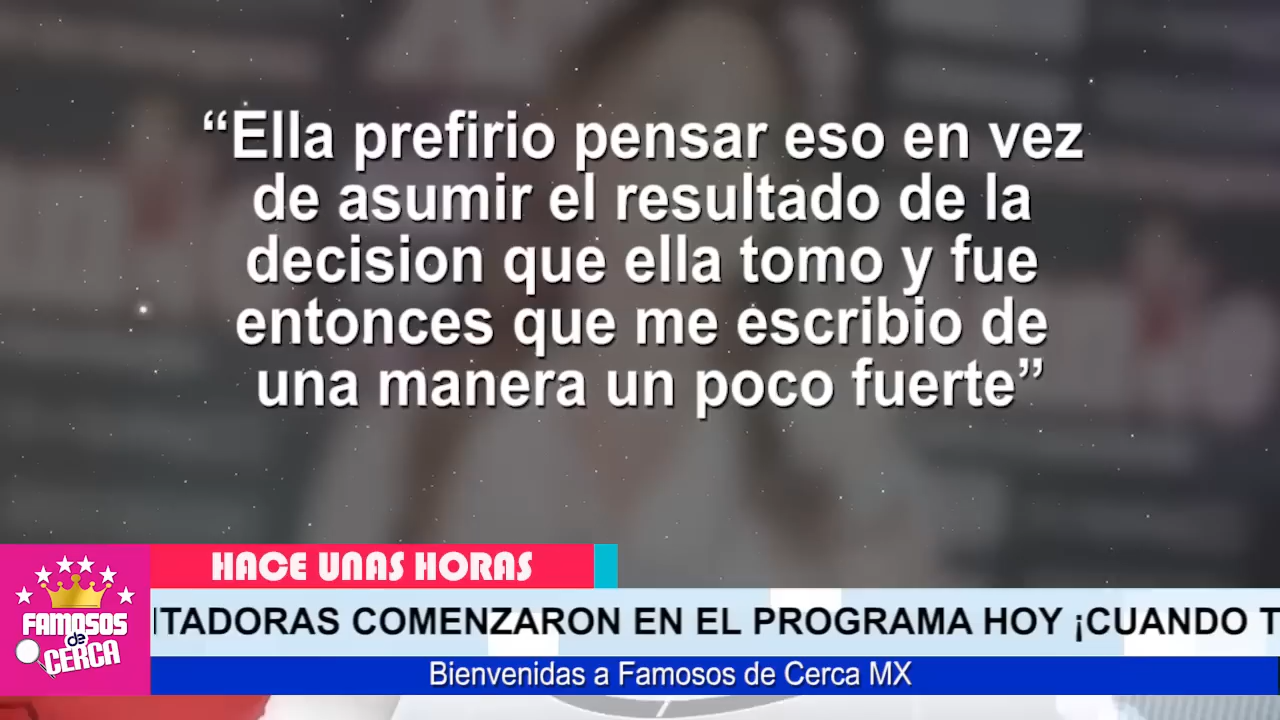 “Ella prefirio pensar eso en vez
de asumir el resultado de la
decision que ella tomo y fue
entonces que me escribio de
una manera un poco fuerte”
HACE UNAS HORAS
FAMOSOS
de
CERCA
ITADORAS COMENZARON EN EL PROGRAMA HOY ¡CUANDO T
Bienvenidas a Famosos de Cerca MX